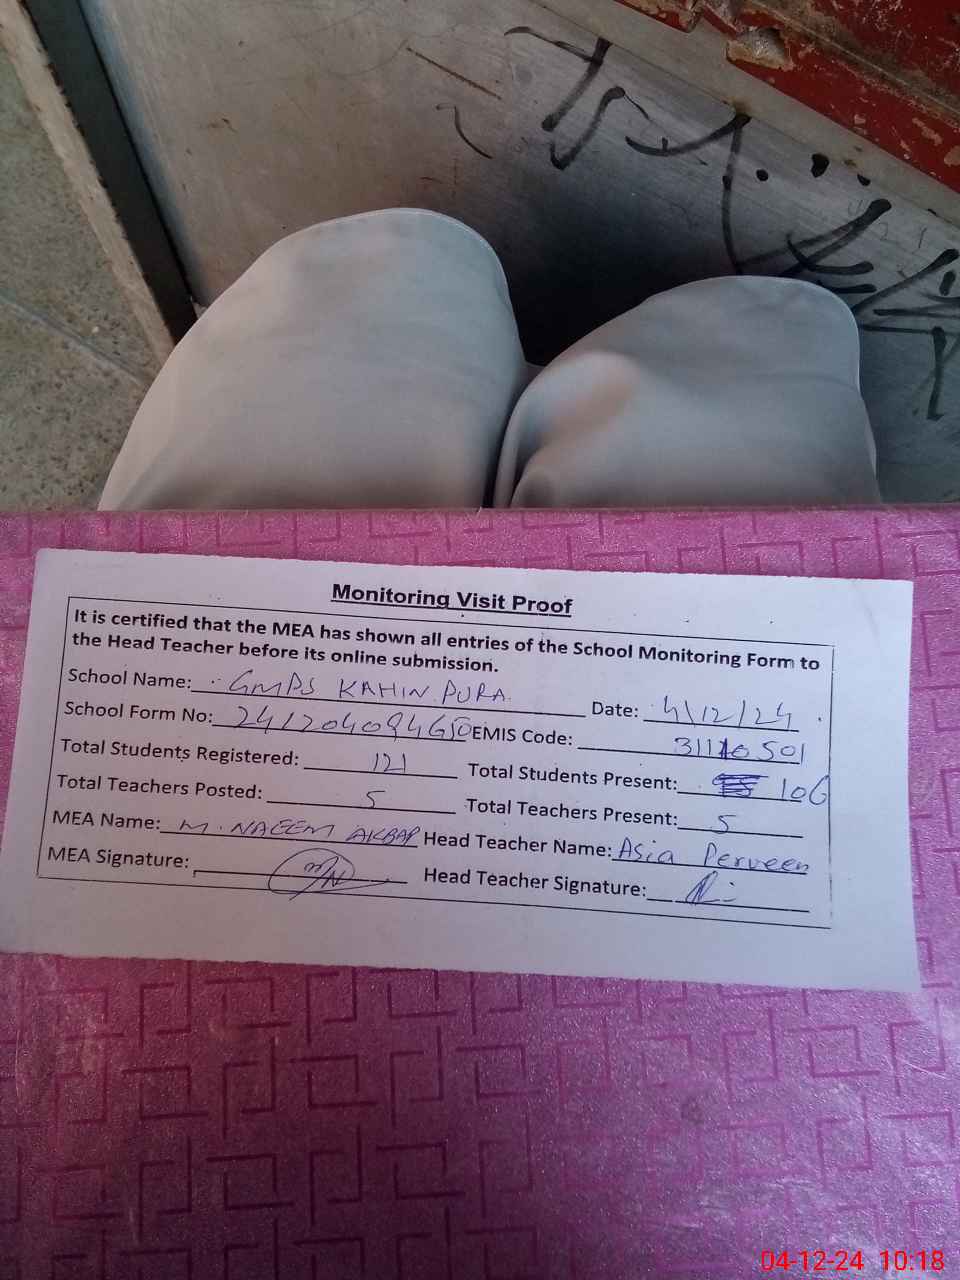 Monitoring Visit Proof
It is certified that the MEA has shown all entries of the School Monitoring Form to
the Head Teacher before its online submission.
School Name: GMPS KAHIN PURA Date: 4/12/24
School Form No: EMIS Code: 31110501
Total Students Registered: 121 Total Students Present: 106
Total Teachers Posted: 5 Total Teachers Present: 5
MEA Name: M. NAEEM AKBAR Head Teacher Name: Asia Perveen
MEA Signature: Head Teacher Signature:
04-12-24 10:18